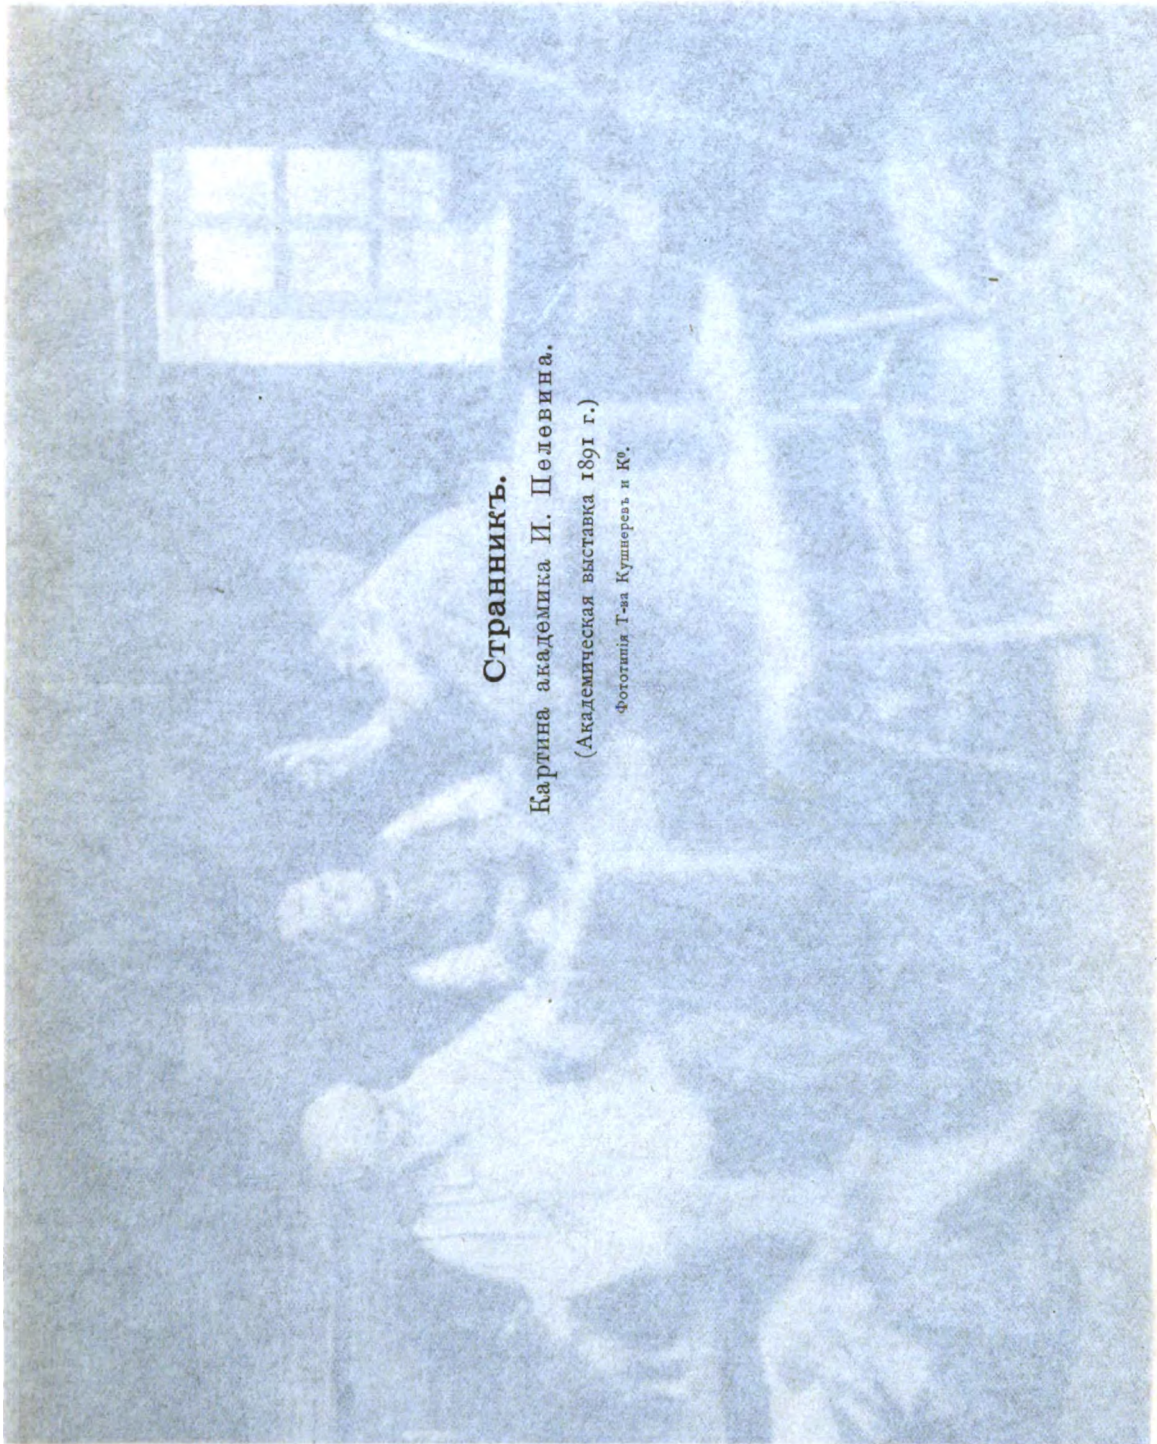 Странникъ.
Картина академика И. Пелевина.
(Академическая выставка 1891 г.)
Фототипія Т-ва Кушнеревъ и Кº.